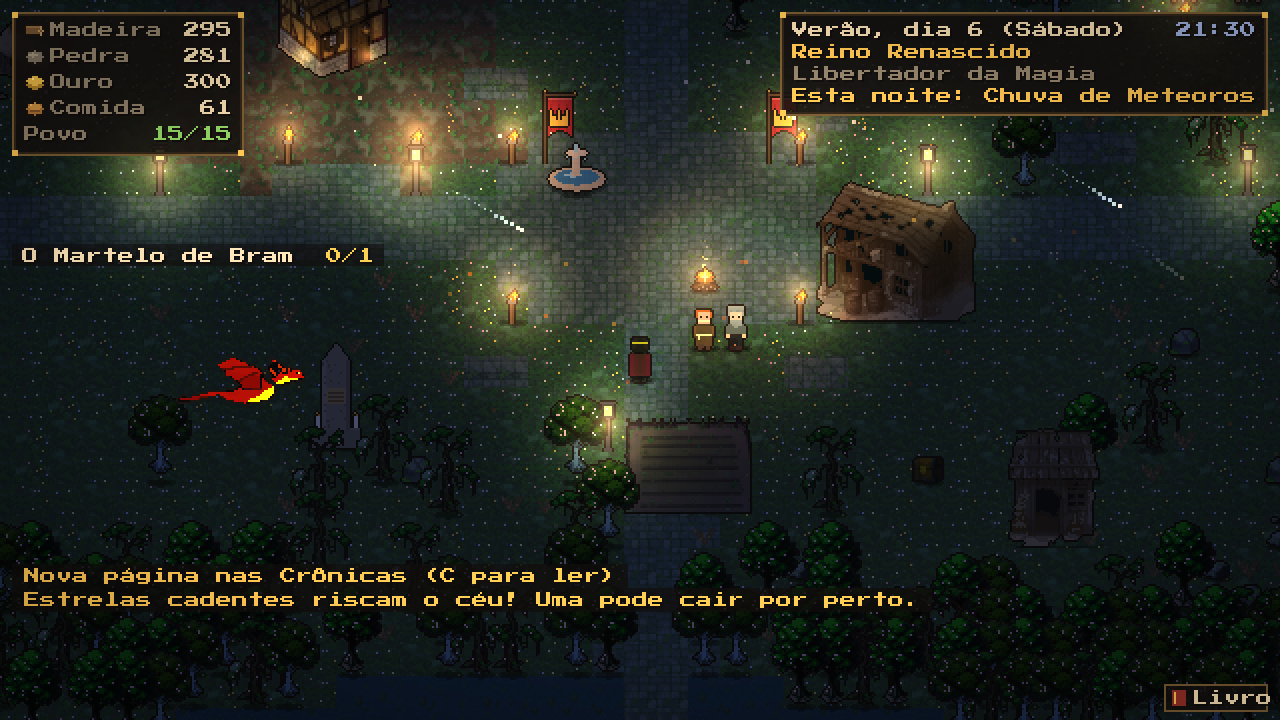 Madeira 295
Pedra 281
Ouro 300
Comida 61
Povo 15/15
Verão, dia 6 (Sábado) 21:30
Reino Renascido
Libertador da Magia
Esta noite: Chuva de Meteoros
O Martelo de Bram 0/1
Nova página nas Crônicas (C para ler)
Estrelas cadentes riscam o céu! Uma pode cair por perto.
Livro